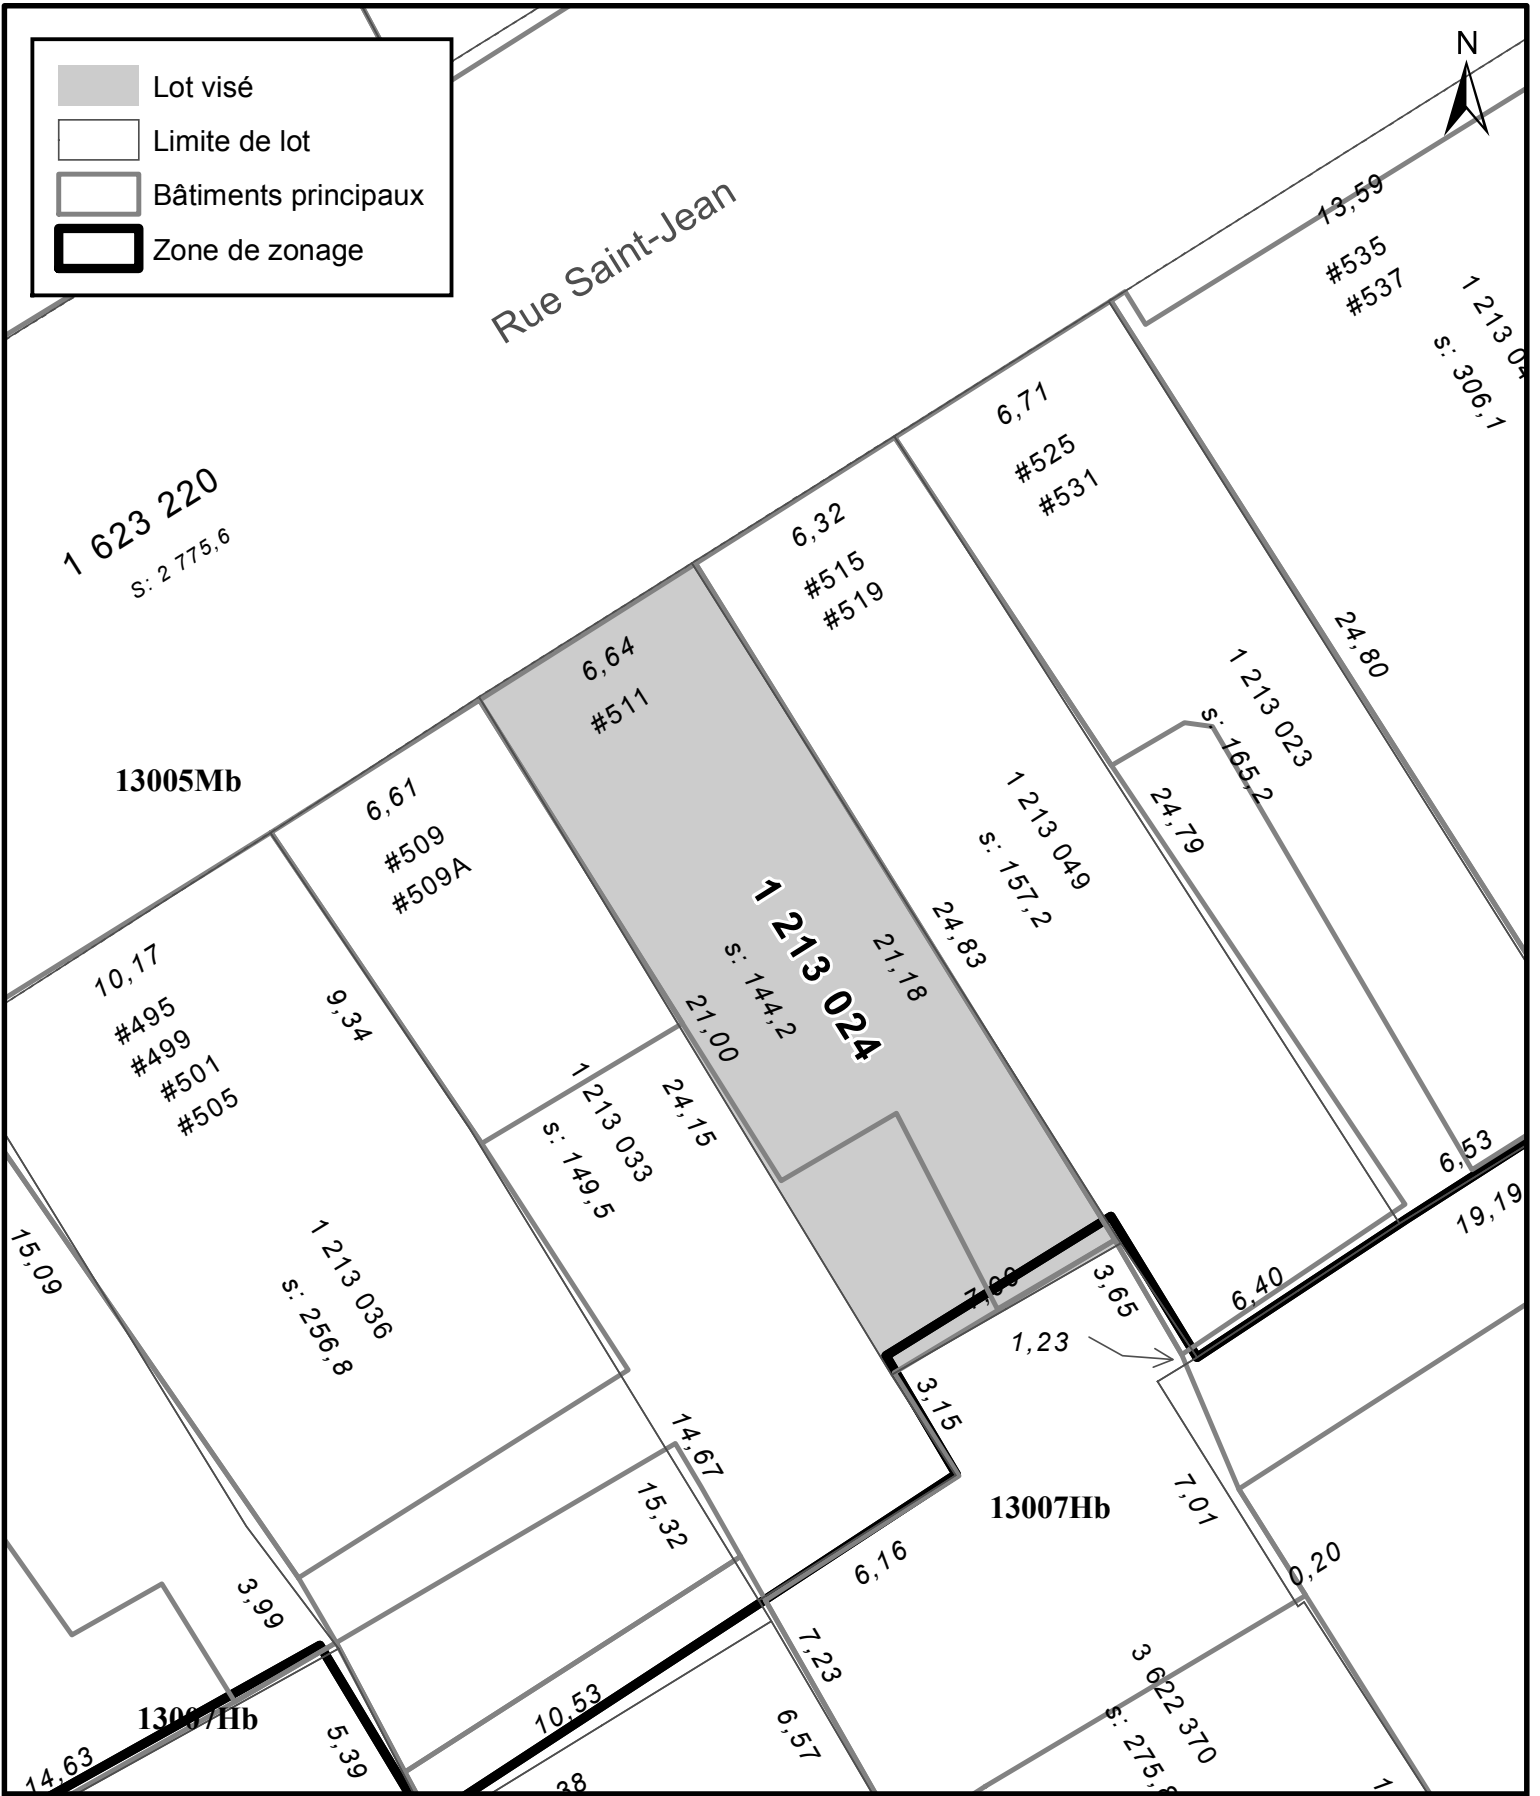 Lot visé
Limite de lot
Bâtiments principaux
Zone de zonage
N
Rue Saint-Jean
13,59
#535
#537
s: 306,1
6,71
#525
#531
1 623 220
S: 2 775,6
6,32
#515
#519
24,80
6,64
#511
1 213 023
s: 165,2
13005Mb
6,61
#509
#509A
1 213 049
s: 157,2
24,79
1 213 024
s: 144,2
21,18
24,83
21,00
10,17
#495
#499
#501
#505
9,34
1 213 033
s: 149,5
24,15
6,53
19,19
15,09
1 213 036
s: 256,8
3,65
6,40
1,23
3,15
14,67
15,32
13007Hb
7,01
6,16
0,20
3,99
7,23
3 622 370
13007Hb
10,53
6,57
5,39
14,63